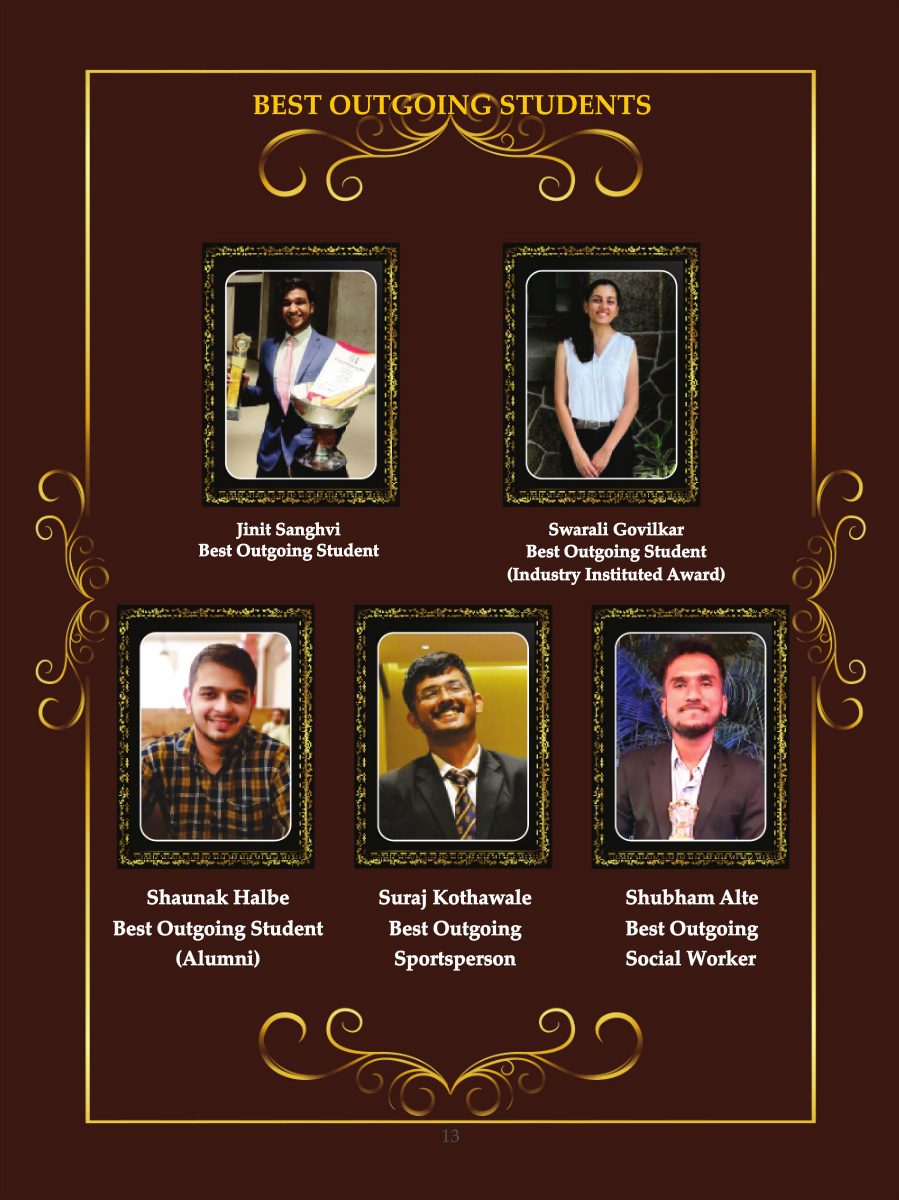 BEST OUTGOING STUDENTS
Jinit Sanghvi
Best Outgoing Student
Swarali Govilkar
Best Outgoing Student
(Industry Instituted Award)
Shaunak Halbe
Best Outgoing Student
(Alumni)
Suraj Kothawale
Best Outgoing
Sportsperson
Shubham Alte
Best Outgoing
Social Worker
13